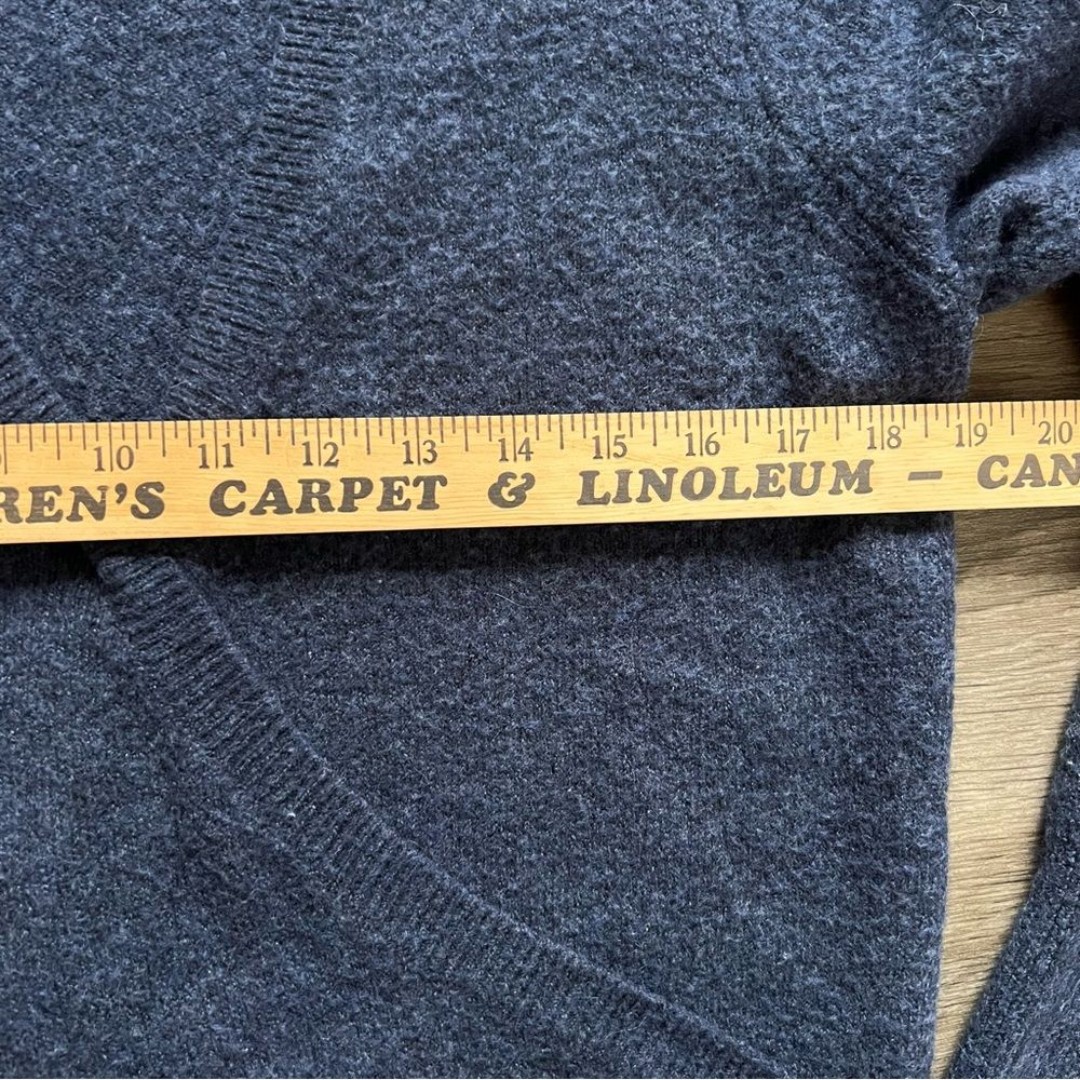 10 11 12 13 14 15 16 17 18 19 20
REN'S CARPET & LINOLEUM — CAN